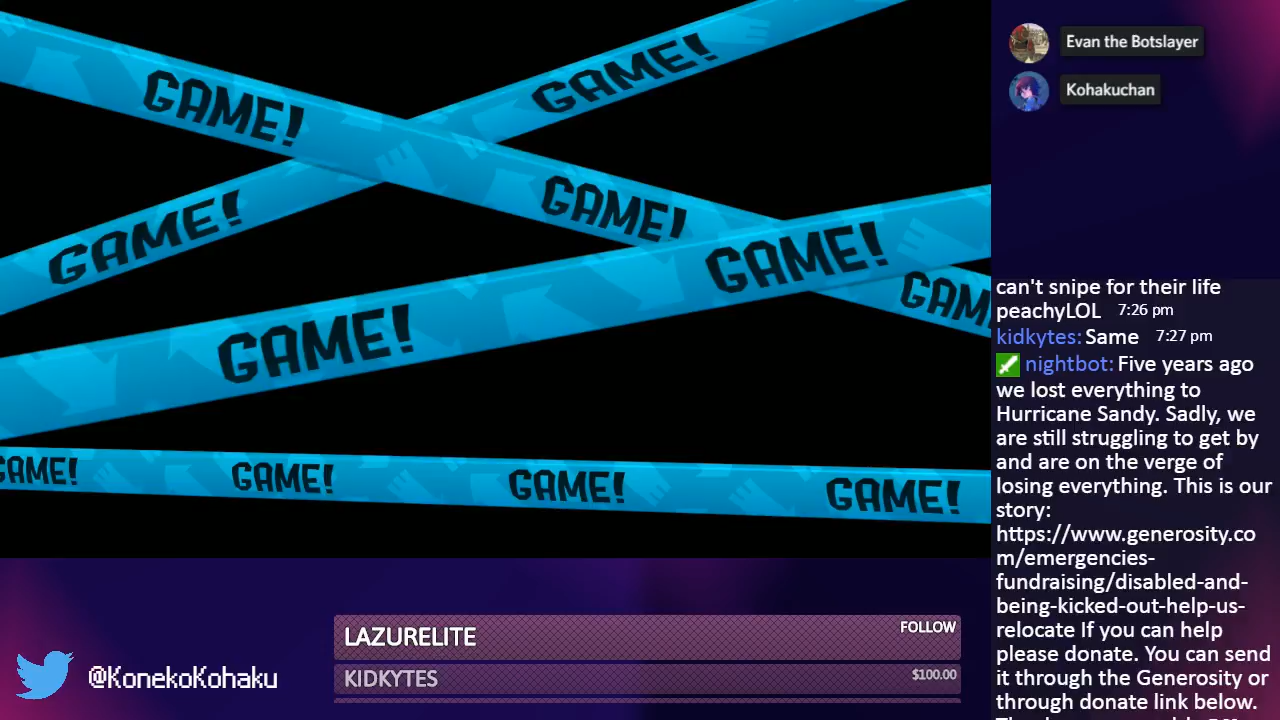 GAME!
GAME!
GAME!
GAME!
GAME!
GAM
GAME!
GAME!
GAME!
GAME!
GAME!
Evan the Botslayer
Kohakuchan
can't snipe for their life
peachyLOL 7:26 pm
kidkytes: Same 7:27 pm
nightbot: Five years ago
we lost everything to
Hurricane Sandy. Sadly, we
are still struggling to get by
and are on the verge of
losing everything. This is our
story:
https://www.generosity.co
m/emergencies-
fundraising/disabled-and-
being-kicked-out-help-us-
relocate If you can help
please donate. You can send
it through the Generosity or
through donate link below.
@KonekoKohaku
LAZURELITE FOLLOW
KIDKYTES $100.00